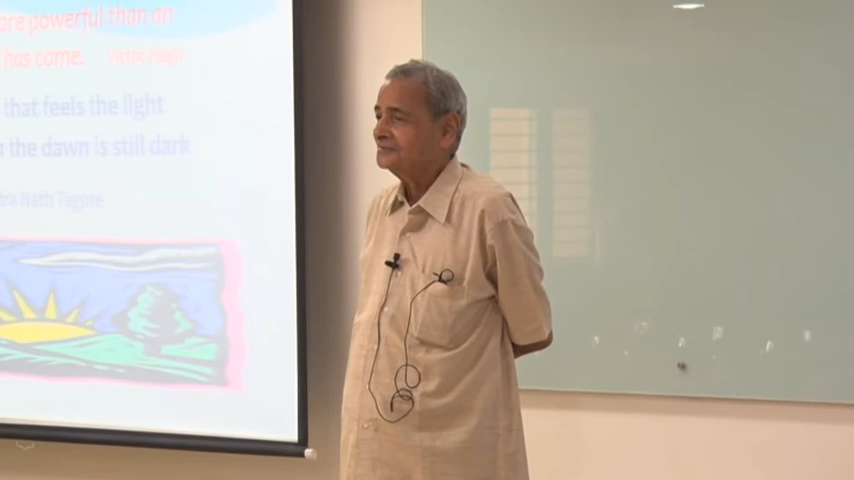 ore powerful than an
has come. Victor Hugo
that feels the light
the dawn is still dark
Nath Tagore